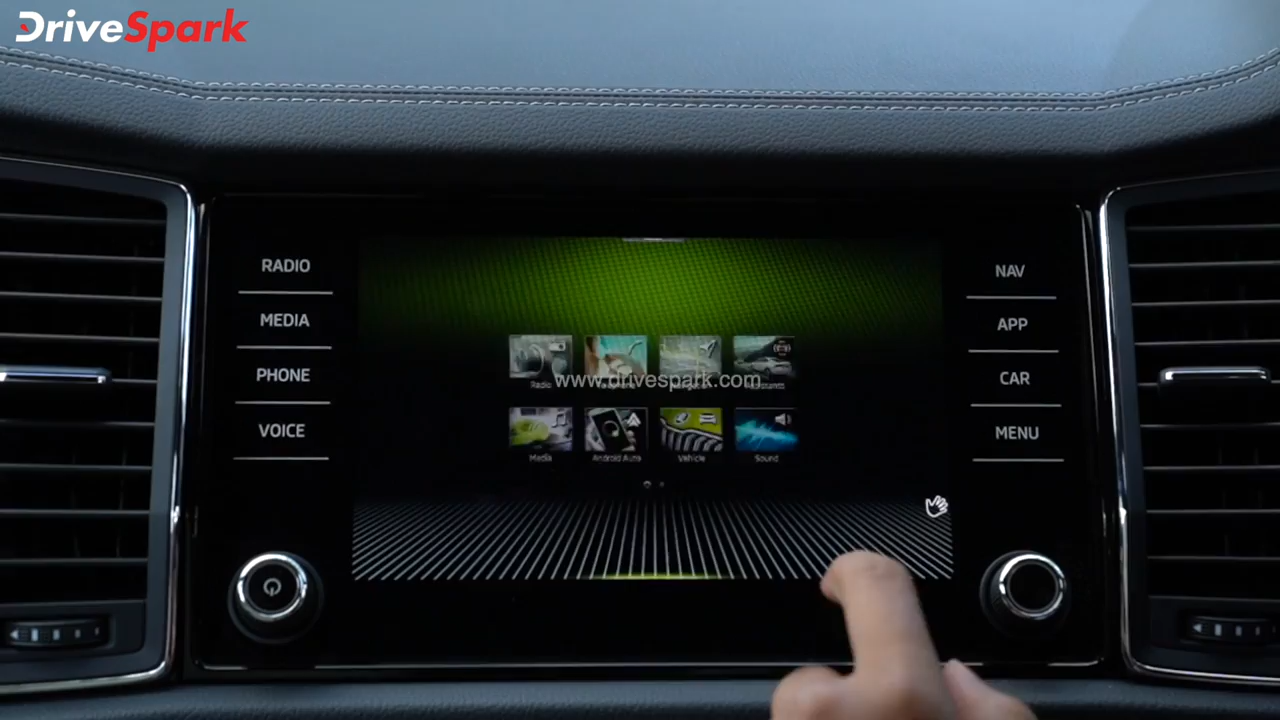 DriveSpark
RADIO
MEDIA
PHONE
VOICE
NAV
APP
CAR
MENU
Radio
www.drivespark.com
Media
Android Auto
Vehicle
Sound